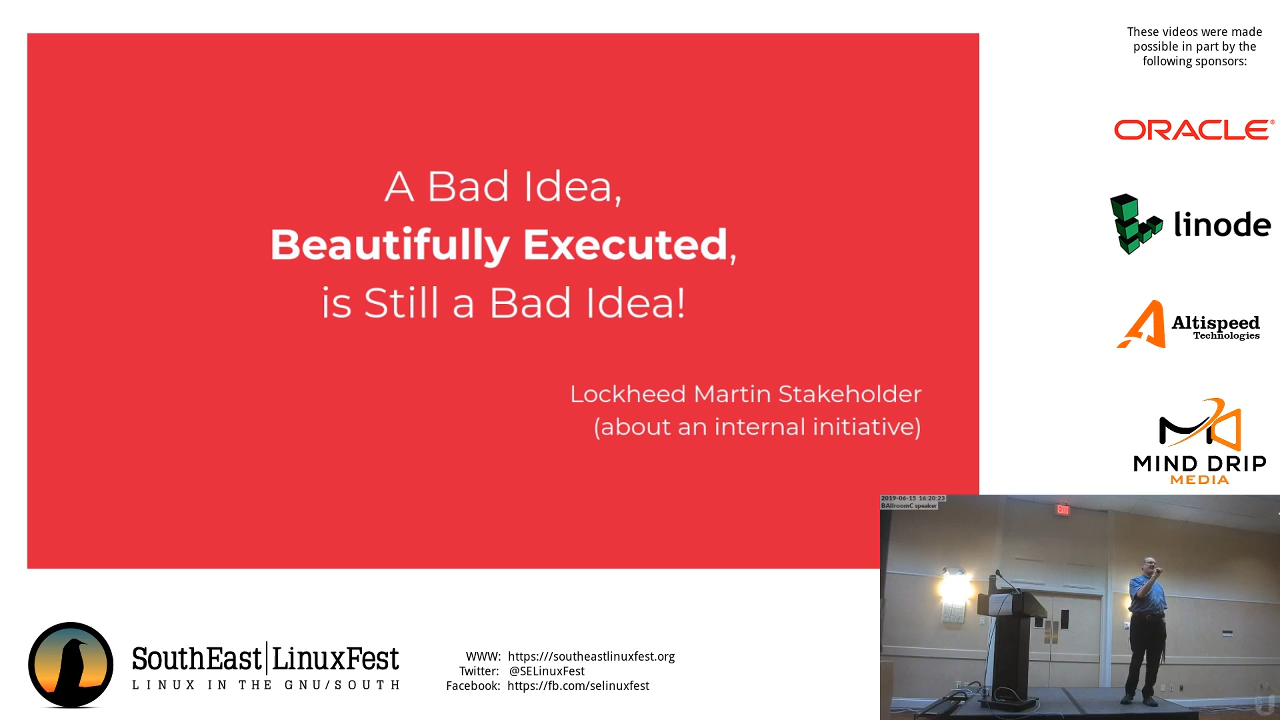 These videos were made
possible in part by the
following sponsors:
A Bad Idea,
Beautifully Executed,
is Still a Bad Idea!
Lockheed Martin Stakeholder
(about an internal initiative)
ORACLE®
linode
Altispeed
Technologies
MIND DRIP
MEDIA
2019-06-15 16:20:23
BAllroomC speaker
EXIT
SouthEast|LinuxFest
LINUX IN THE GNU/SOUTH
WWW: https:///southeastlinuxfest.org
Twitter: @SELinuxFest
Facebook: https://fb.com/selinuxfest